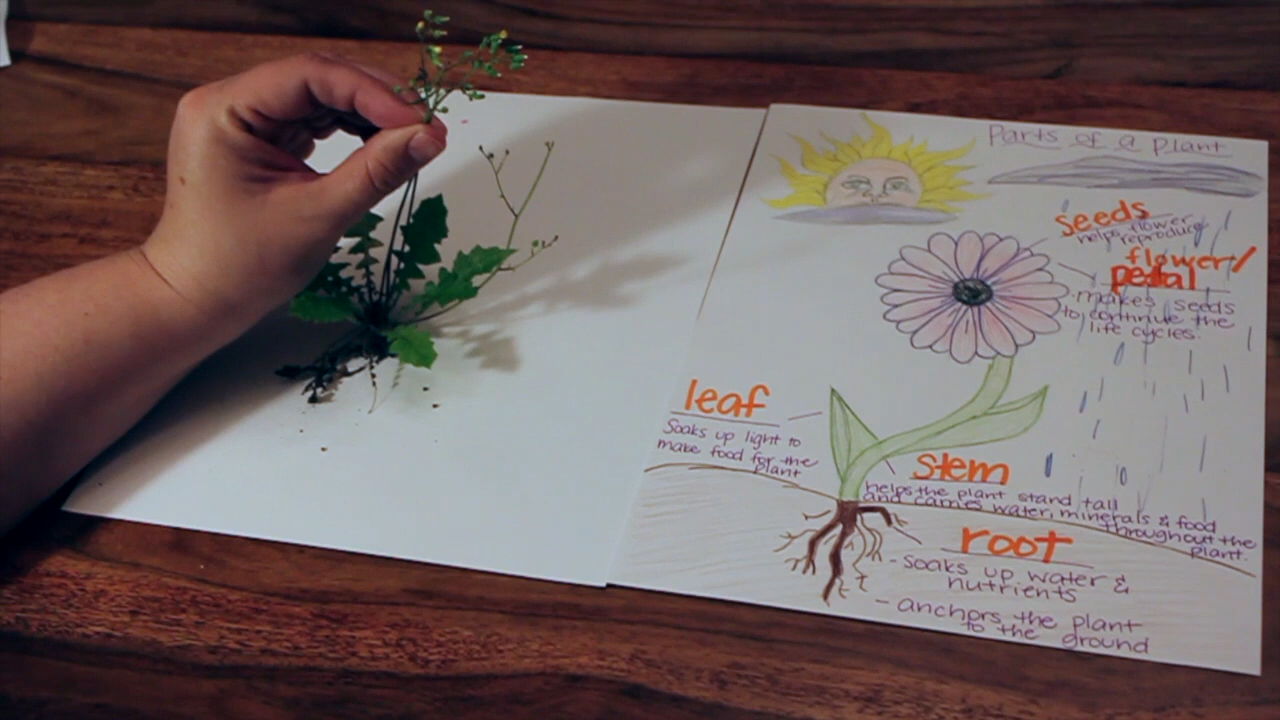 Parts of a Plant
seeds
helps flower
reproduce
flower/
pedal
makes seeds
to continue the
life cycles.
leaf
Soaks up light to
make food for the
plant
stem
helps the plant stand tall
and carries water, minerals & food
throughout the
plant.
root
- Soaks up water &
nutrients
- anchors the plant
to the ground